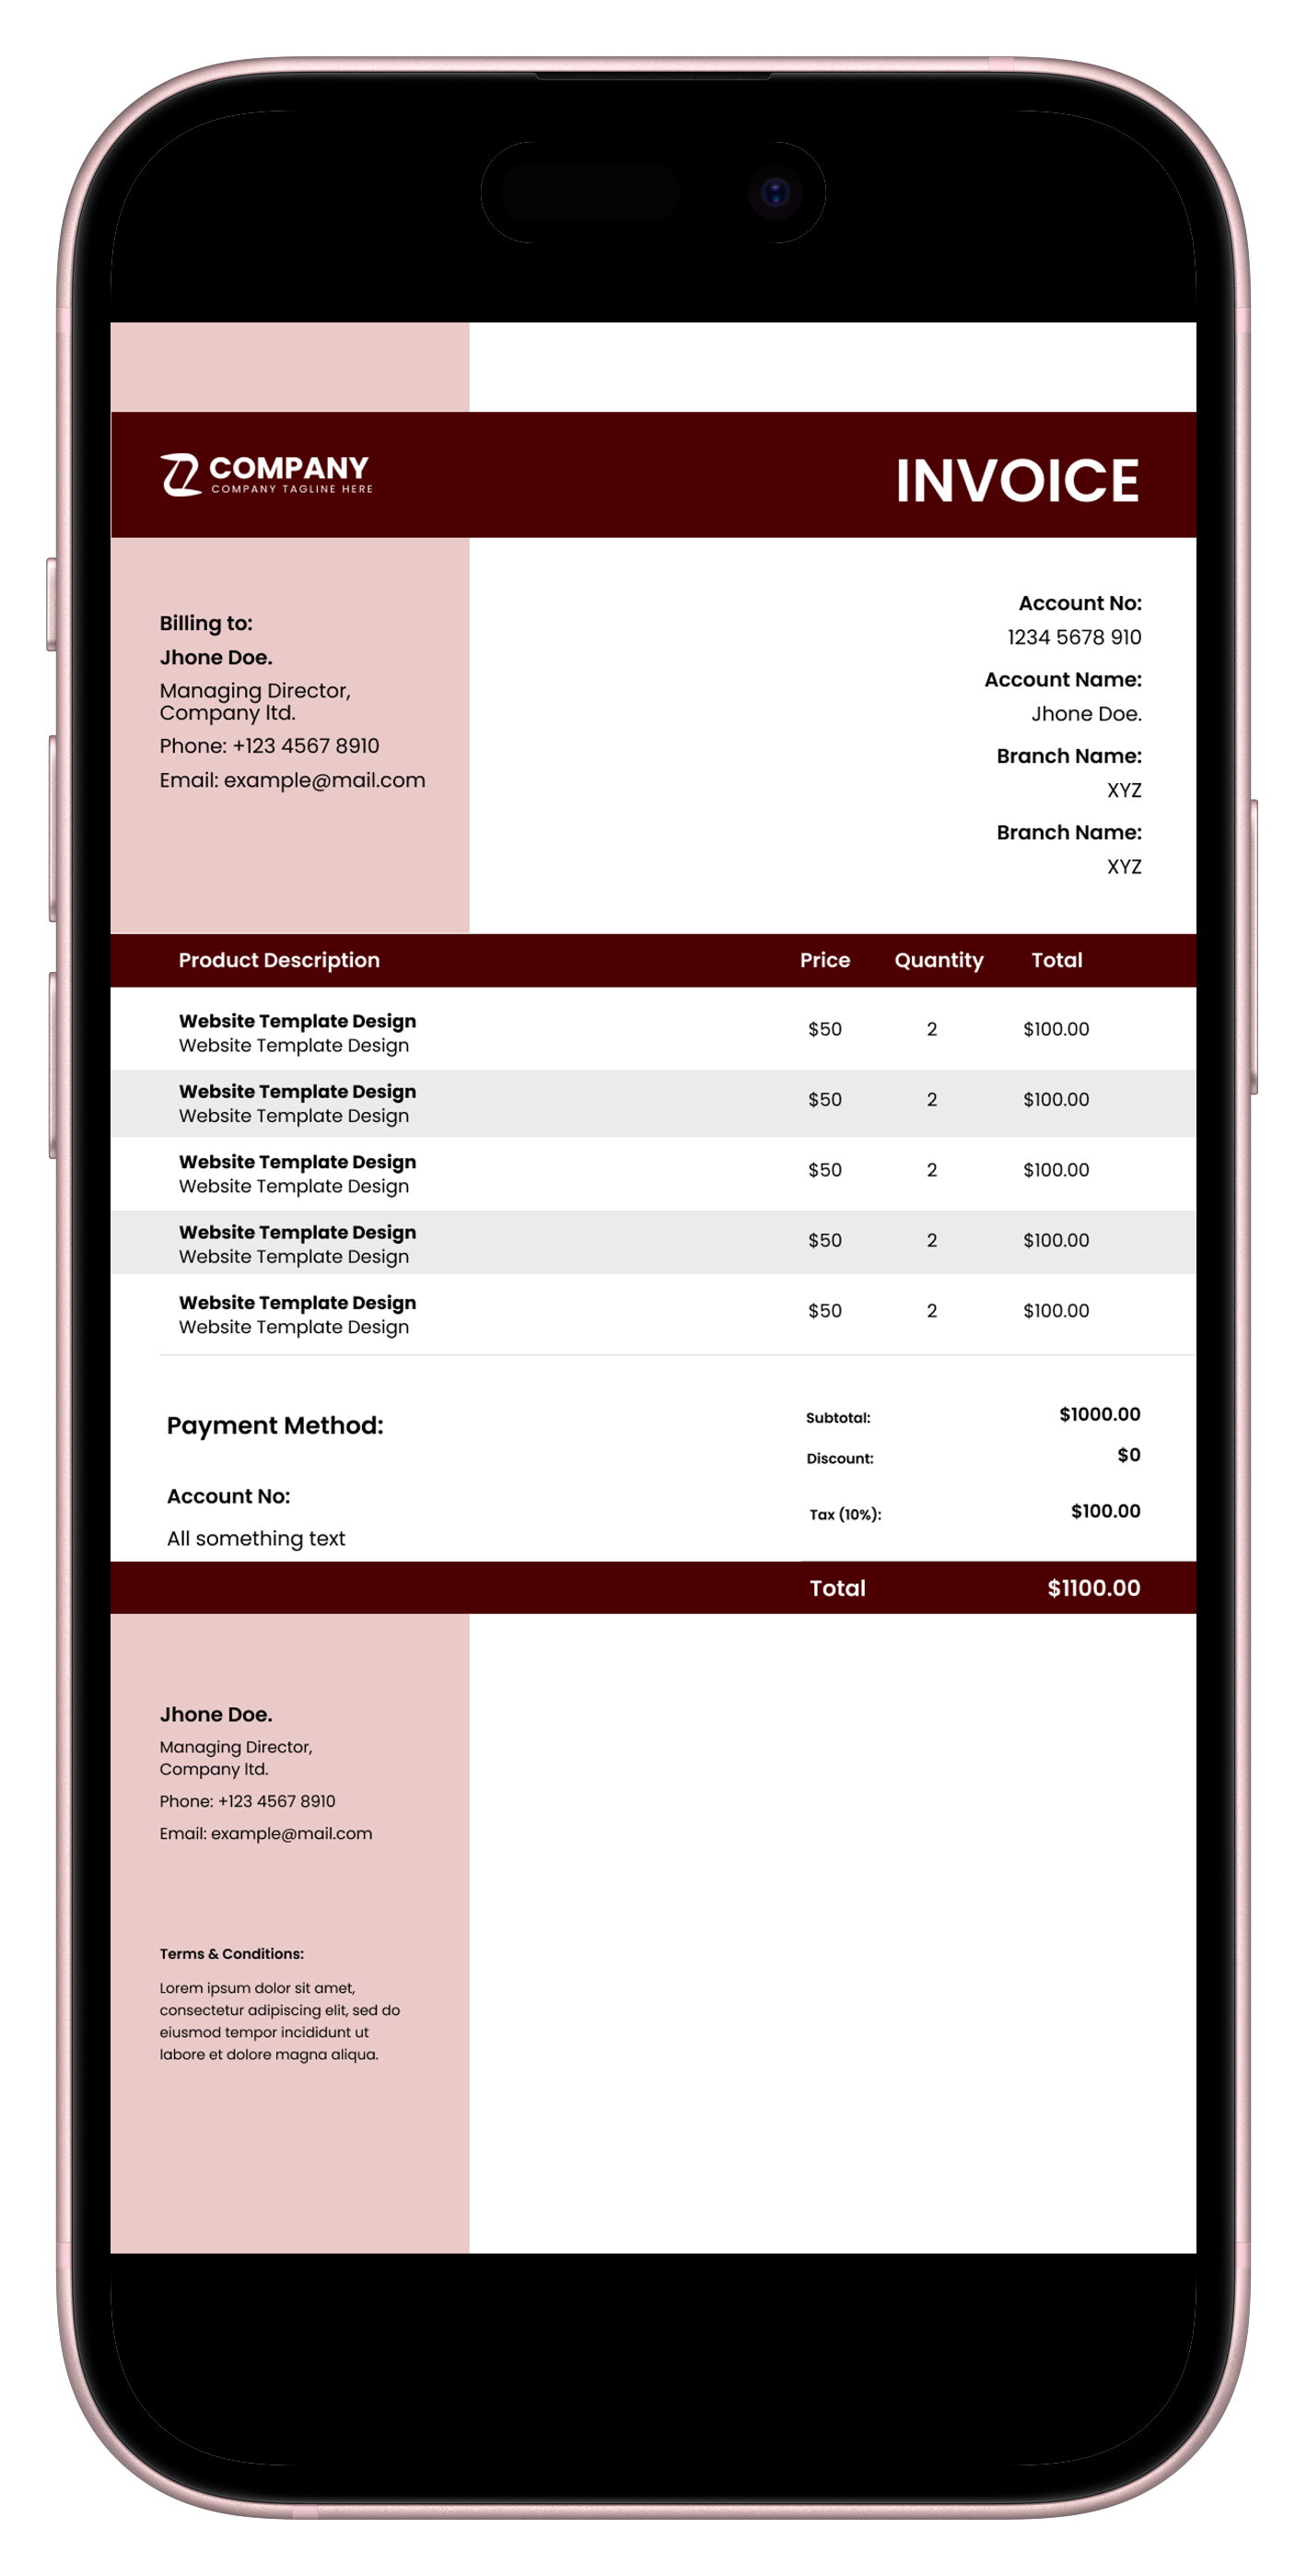 COMPANY
COMPANY TAGLINE HERE
INVOICE
Billing to:
Jhone Doe.
Managing Director,
Company ltd.
Phone: +123 4567 8910
Email: example@mail.com
Account No:
1234 5678 910
Account Name:
Jhone Doe.
Branch Name:
XYZ
Branch Name:
XYZ
Product Description Price Quantity Total
Website Template Design
Website Template Design
$50 2 $100.00
Website Template Design
Website Template Design
$50 2 $100.00
Website Template Design
Website Template Design
$50 2 $100.00
Website Template Design
Website Template Design
$50 2 $100.00
Website Template Design
Website Template Design
$50 2 $100.00
Payment Method:
Account No:
All something text
Subtotal: $1000.00
Discount: $0
Tax (10%): $100.00
Total $1100.00
Jhone Doe.
Managing Director,
Company ltd.
Phone: +123 4567 8910
Email: example@mail.com
Terms & Conditions:
Lorem ipsum dolor sit amet,
consectetur adipiscing elit, sed do
eiusmod tempor incididunt ut
labore et dolore magna aliqua.